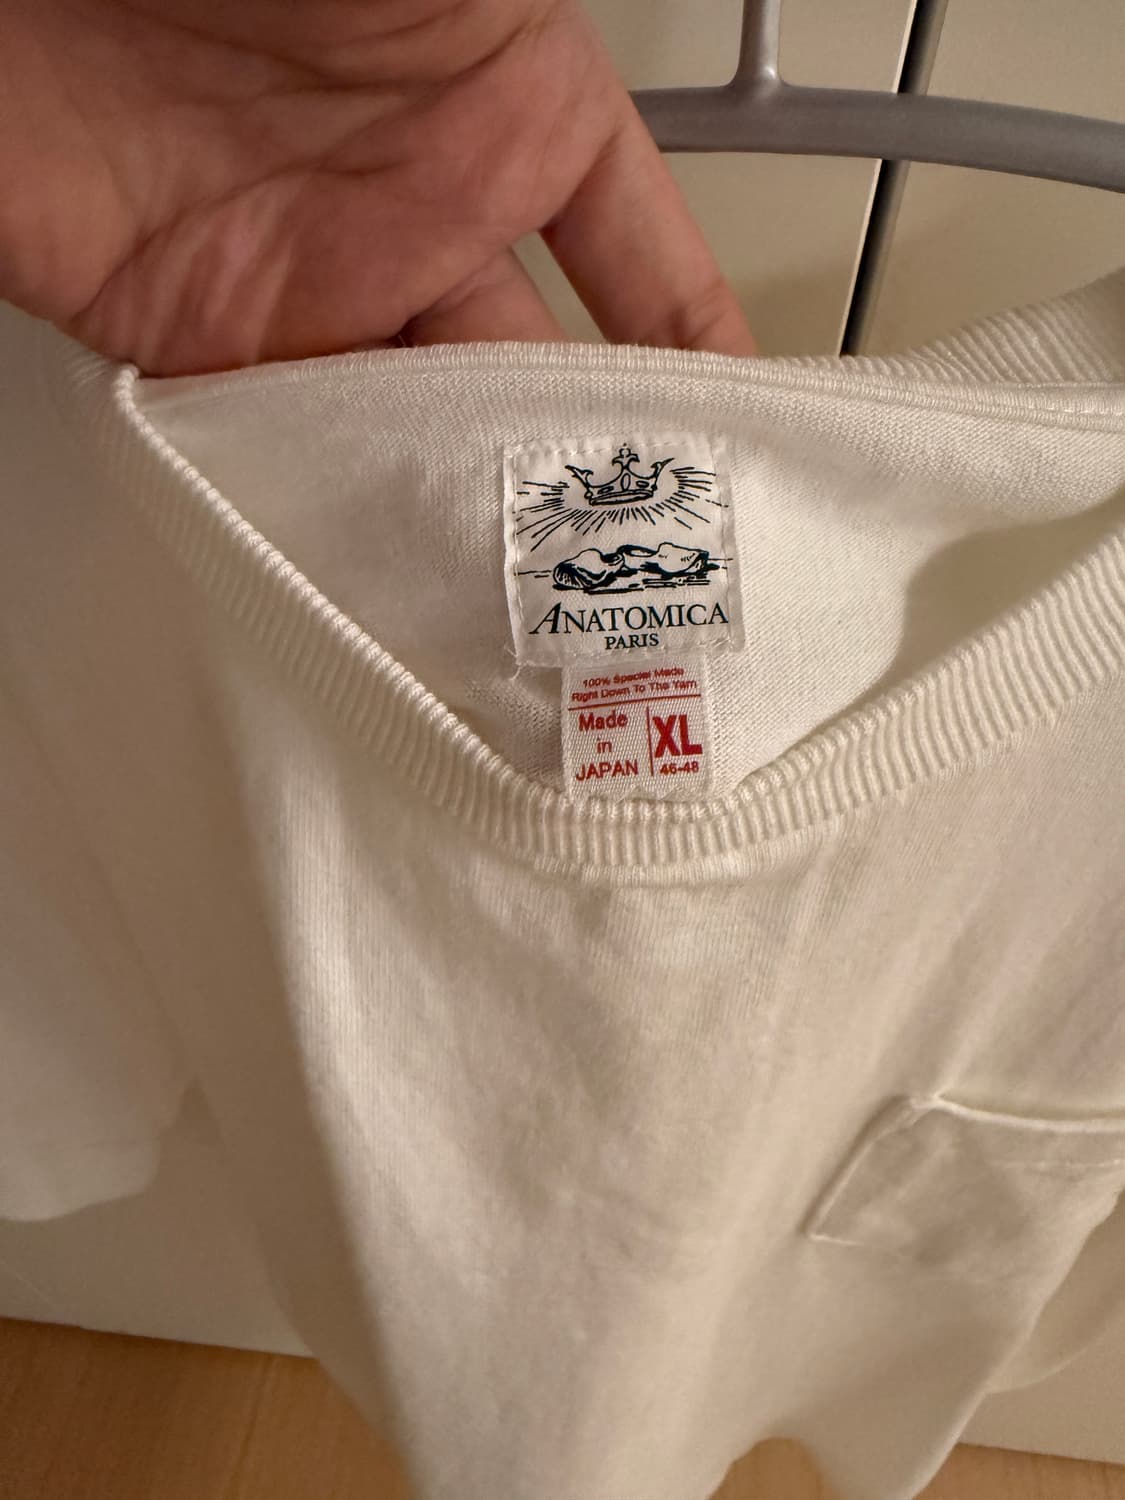 ANATOMICA
PARIS
100% Special Made
Right Down To The Yarn
Made
in
JAPAN
XL
46-48